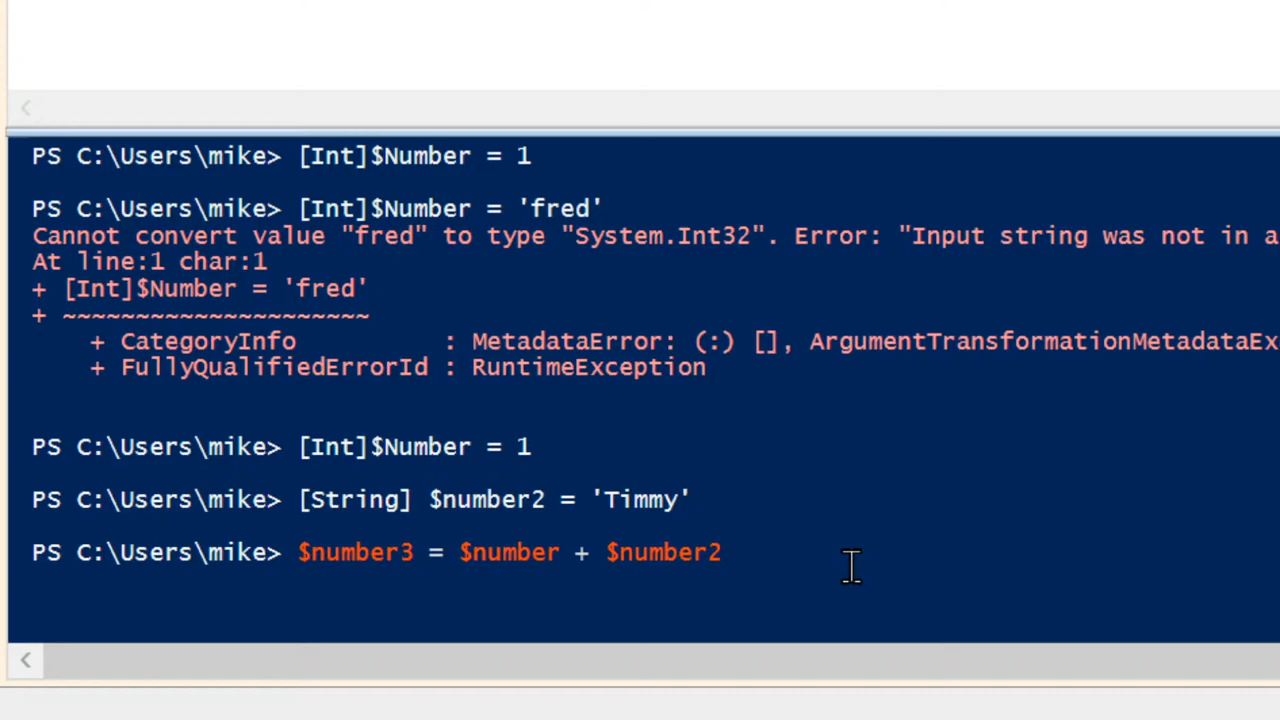 PS C:\Users\mike> [Int]$Number = 1
PS C:\Users\mike> [Int]$Number = 'fred'
Cannot convert value "fred" to type "System.Int32". Error: "Input string was not in a
At line:1 char:1
+ [Int]$Number = 'fred'
+ ~~~~~~~~~~~~~~~~~~~~~
+ CategoryInfo : MetadataError: (:) [], ArgumentTransformationMetadataEx
+ FullyQualifiedErrorId : RuntimeException
PS C:\Users\mike> [Int]$Number = 1
PS C:\Users\mike> [String] $number2 = 'Timmy'
PS C:\Users\mike> $number3 = $number + $number2